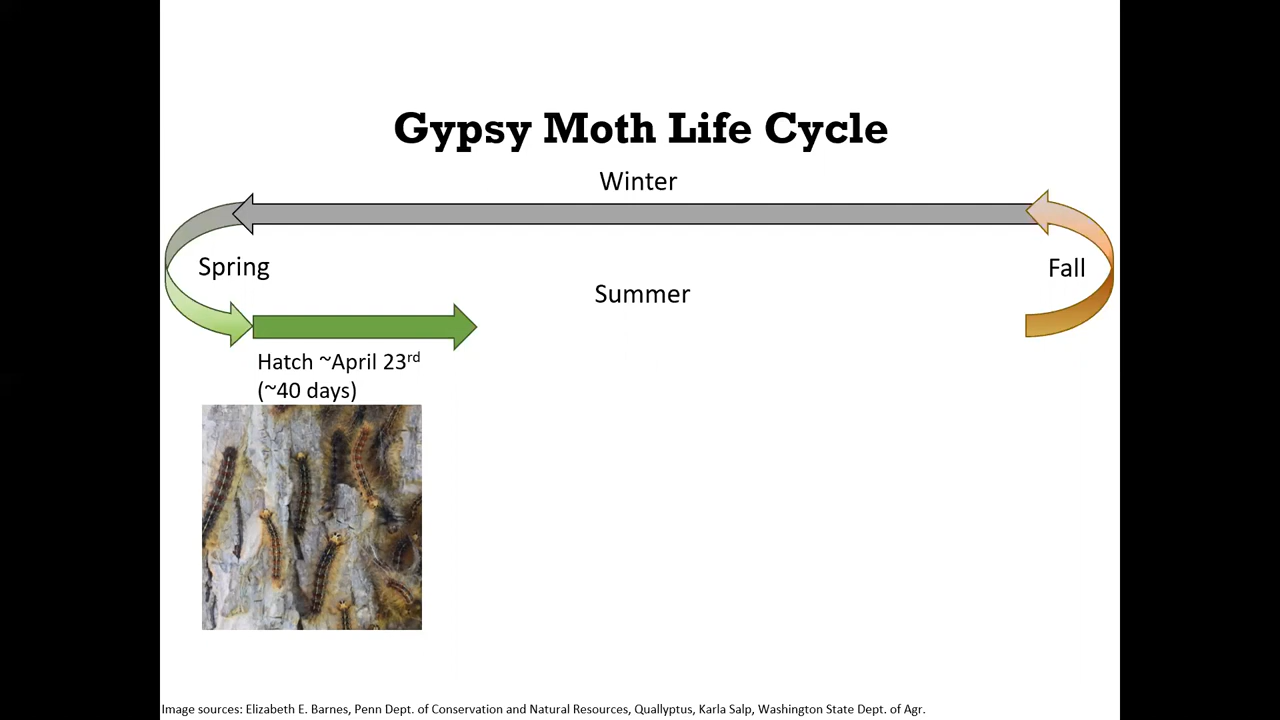 Gypsy Moth Life Cycle
Winter
Spring
Fall
Summer
Hatch ~April 23rd
(~40 days)
Image sources: Elizabeth E. Barnes, Penn Dept. of Conservation and Natural Resources, Quallyptus, Karla Salp, Washington State Dept. of Agr.